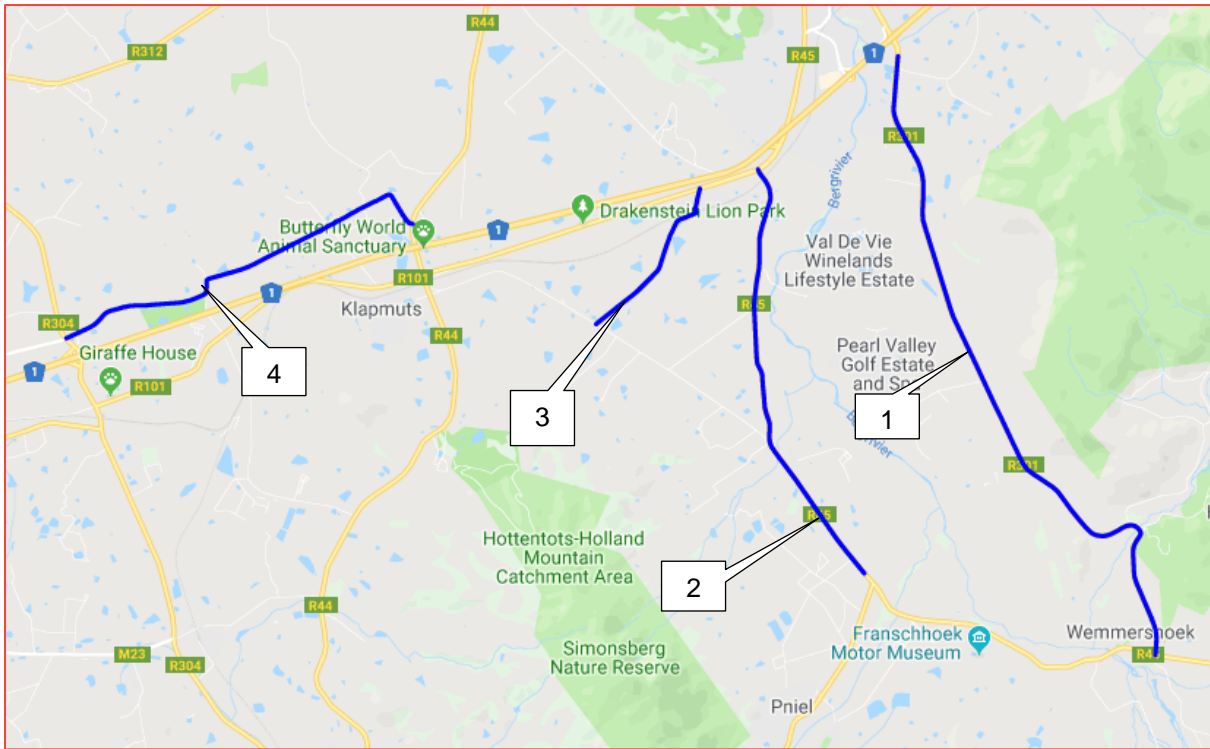 R44
R312
R45
1
R301
Bergrivier
Drakenstein Lion Park
Butterfly World
Animal Sanctuary
1
Val De Vie
Winelands
Lifestyle Estate
R101
1
Klapmuts
R45
R304
R44
Giraffe House
1
R101
4
Pearl Valley
Golf Estate
and Spa
3
1
Bergrivier
R301
R45
Hottentots-Holland
Mountain
Catchment Area
2
R44
Franschhoek
Motor Museum
Wemmershoek
R45
Simonsberg
Nature Reserve
M23
R304
Pniel